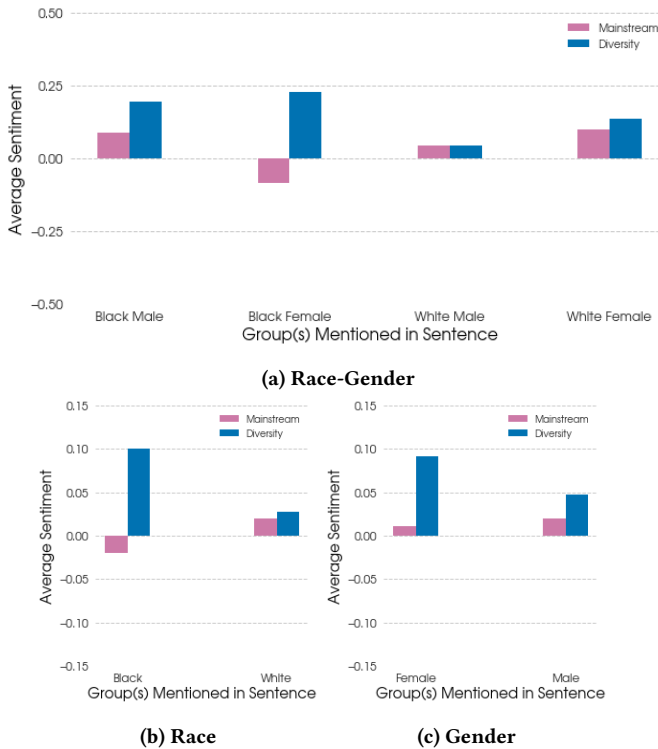 0.50
Mainstream
Diversity
0.25
0.00
−0.25
−0.50
Average Sentiment
Black Male Black Female White Male White Female
Group(s) Mentioned in Sentence
(a) Race-Gender
0.15
Mainstream
Diversity
0.10
0.05
0.00
−0.05
−0.10
−0.15
Average Sentiment
Black White
Group(s) Mentioned in Sentence
(b) Race
0.15
Mainstream
Diversity
0.10
0.05
0.00
−0.05
−0.10
−0.15
Average Sentiment
Female Male
Group(s) Mentioned in Sentence
(c) Gender